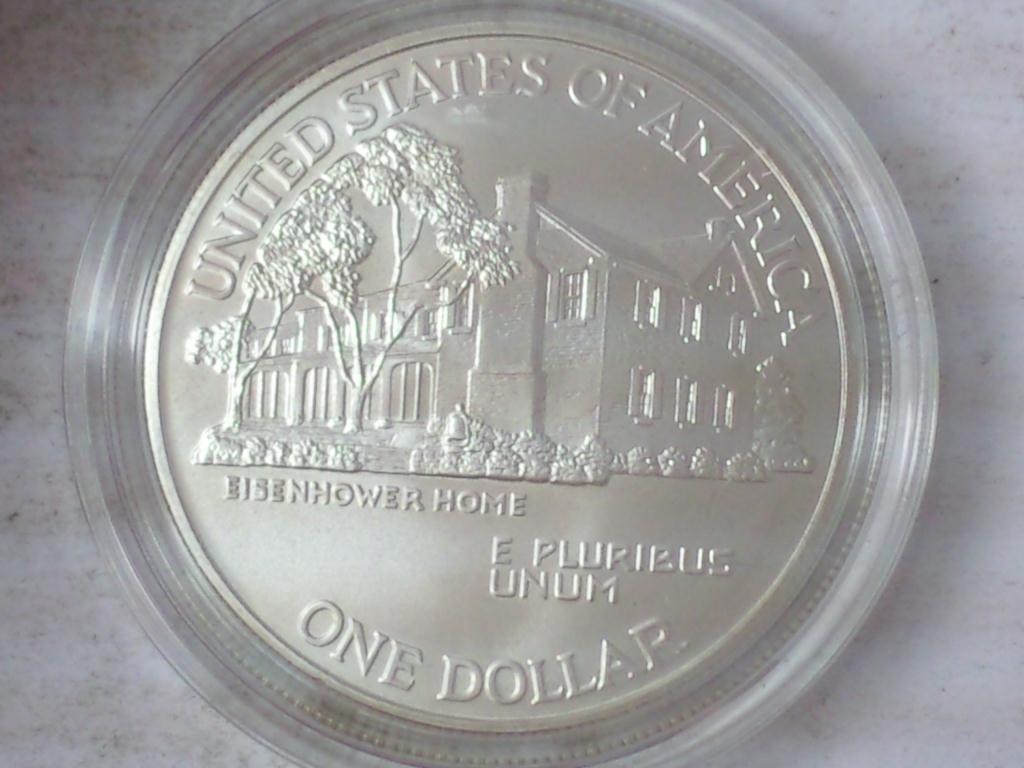 UNITED STATES OF AMERICA
EISENHOWER HOME
E PLURIBUS
UNUM
ONE DOLLAR